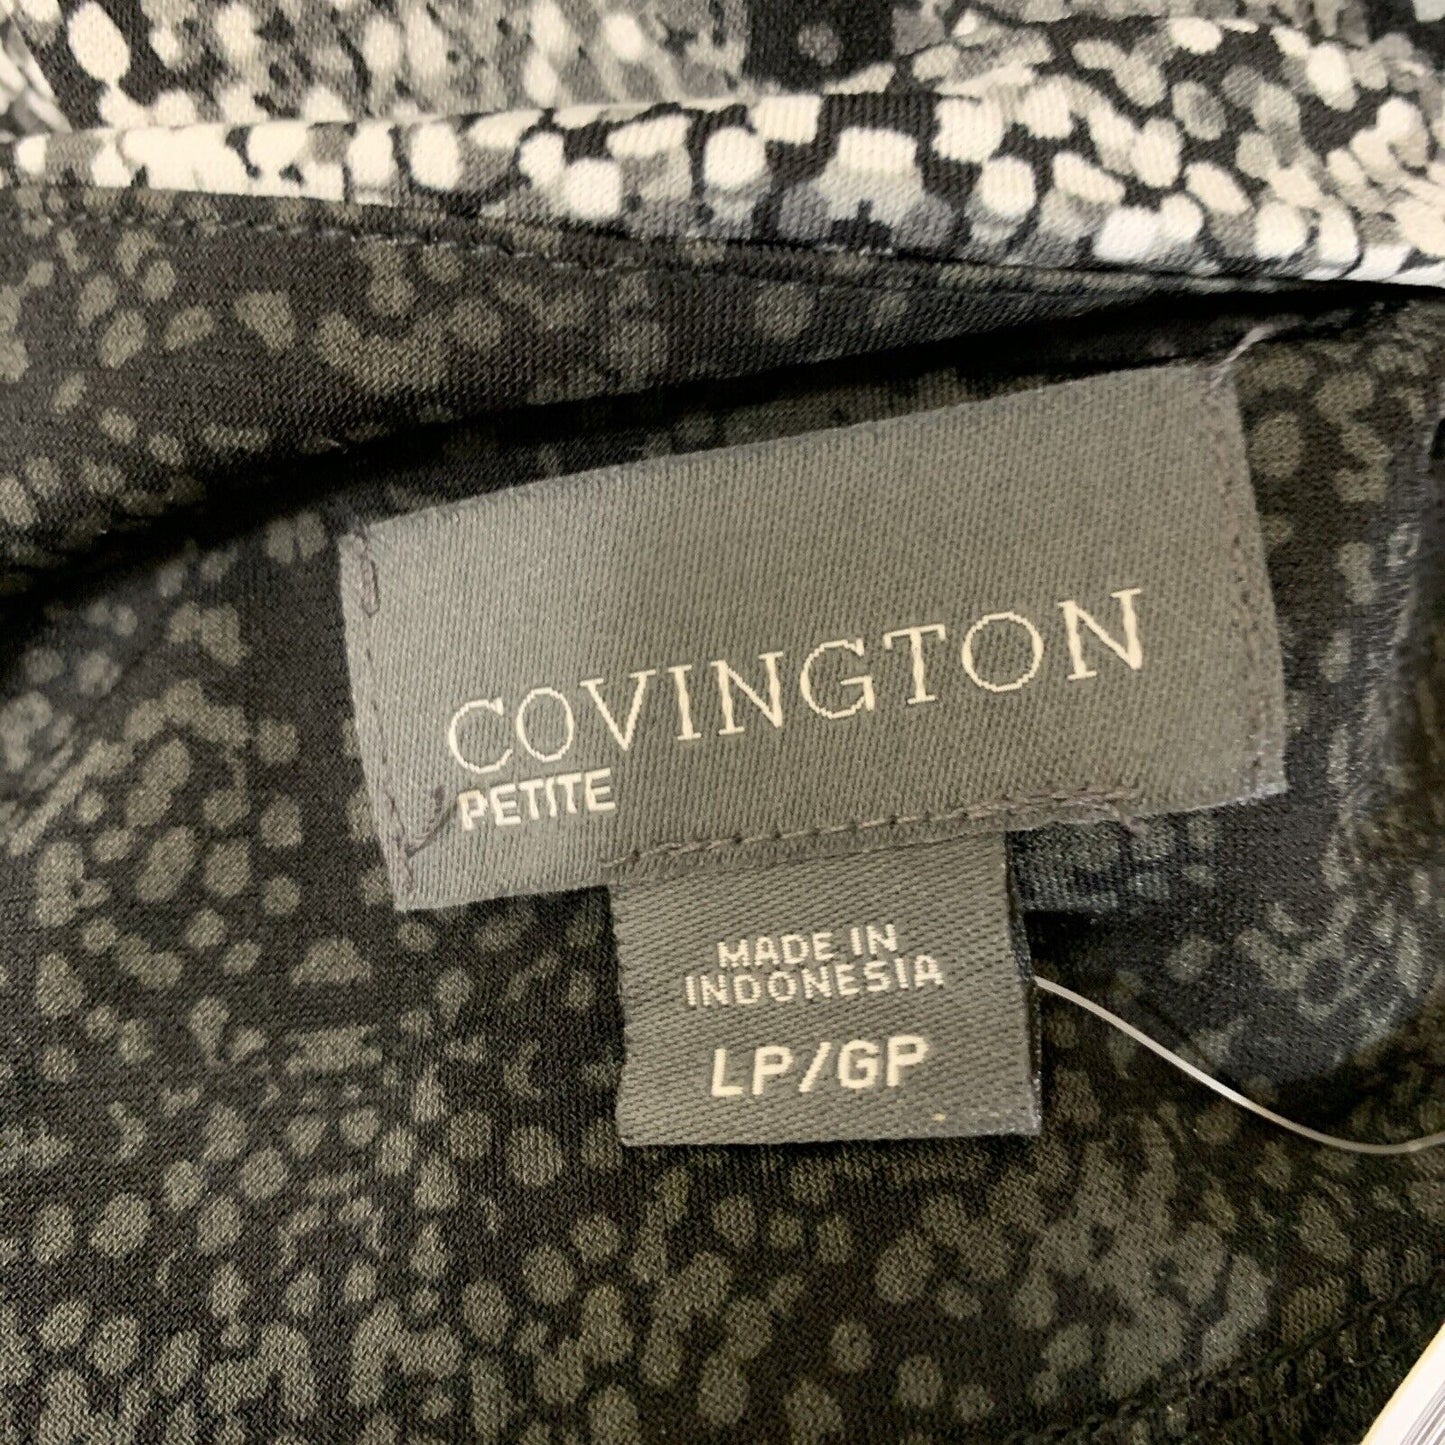 COVINGTON
PETITE
MADE IN
INDONESIA
LP/GP